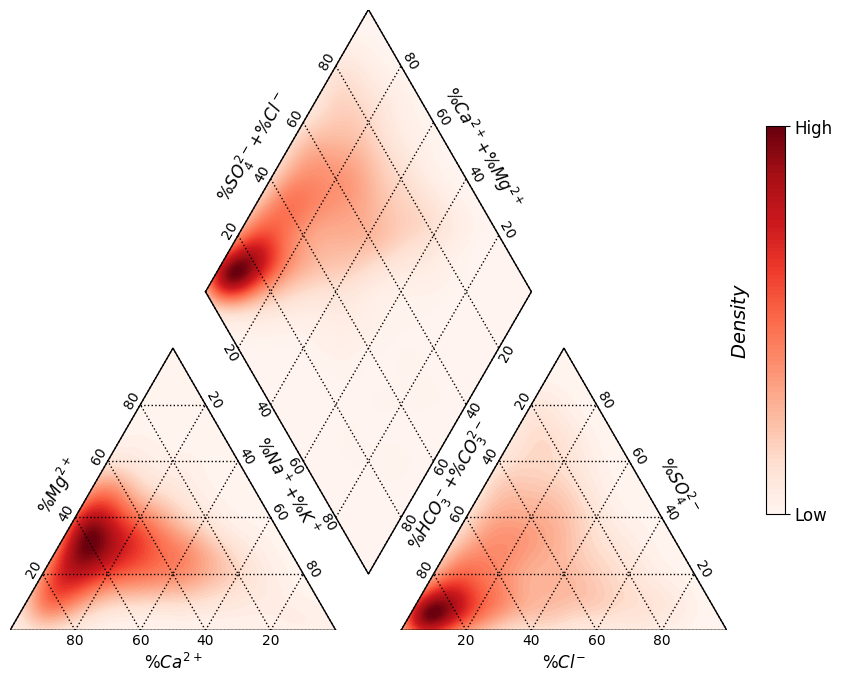 80 80
%SO₄²⁻+%Cl⁻ %Ca²⁺+%Mg²⁺
60 60
40 40
20 20
High
Density
Low
20 20
40 40
60 60
80 80
%Na⁺+%K⁺ %HCO₃⁻+%CO₃²⁻
80 20
60 40
40 60
20 80
%Mg²⁺
80 60 40 20
%Ca²⁺
20 80
40 60
60 40
80 20
%SO₄²⁻
20 40 60 80
%Cl⁻